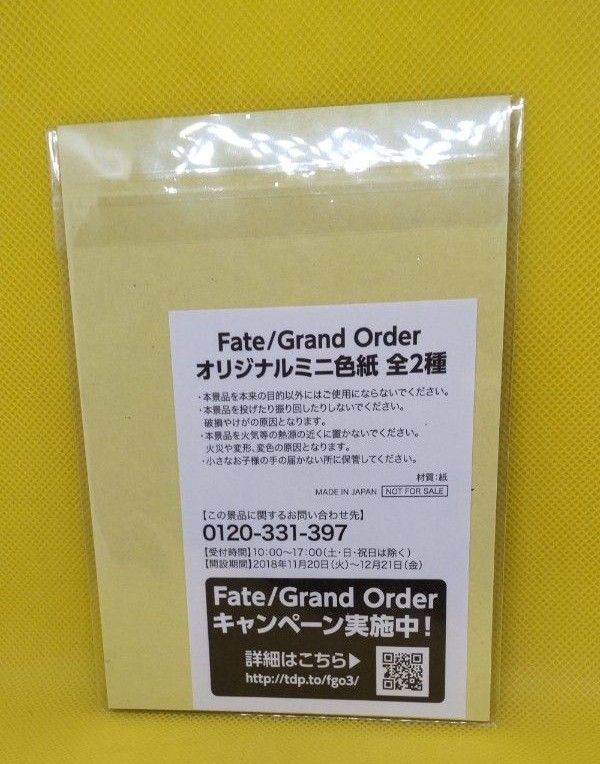 Fate/Grand Order
オリジナルミニ色紙 全2種
・本景品を本来の目的以外にはご使用にならないでください。
・本景品を投げたり振り回したりしないでください。
破損やけがの原因となります。
・本景品を火気等の熱源の近くに置かないでください。
火災や変形、変色の原因となります。
・小さなお子様の手の届かない所に保管してください。
材質:紙
MADE IN JAPAN NOT FOR SALE
【この景品に関するお問い合わせ先】
0120-331-397
【受付時間】10:00〜17:00(土・日・祝日は除く)
【開設期間】2018年11月20日(火)〜12月21日(金)
Fate/Grand Order
キャンペーン実施中!
詳細はこちら▶
http://tdp.to/fgo3/